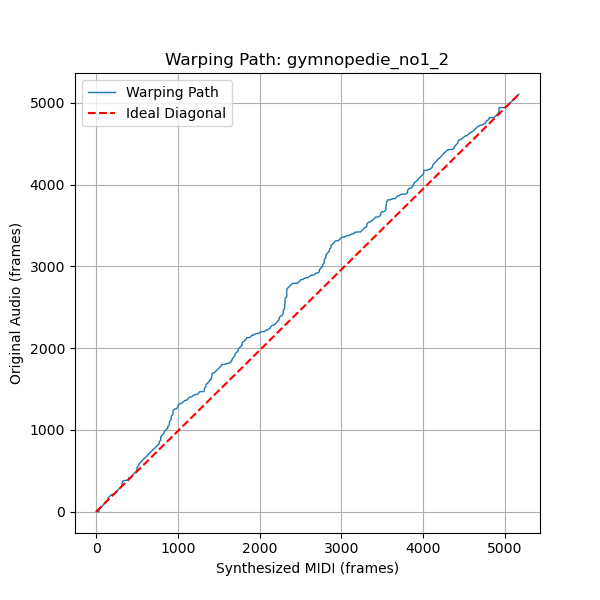 Warping Path: gymnopedie_no1_2
Warping Path
Ideal Diagonal
Original Audio (frames)
5000
4000
3000
2000
1000
0
0 1000 2000 3000 4000 5000
Synthesized MIDI (frames)